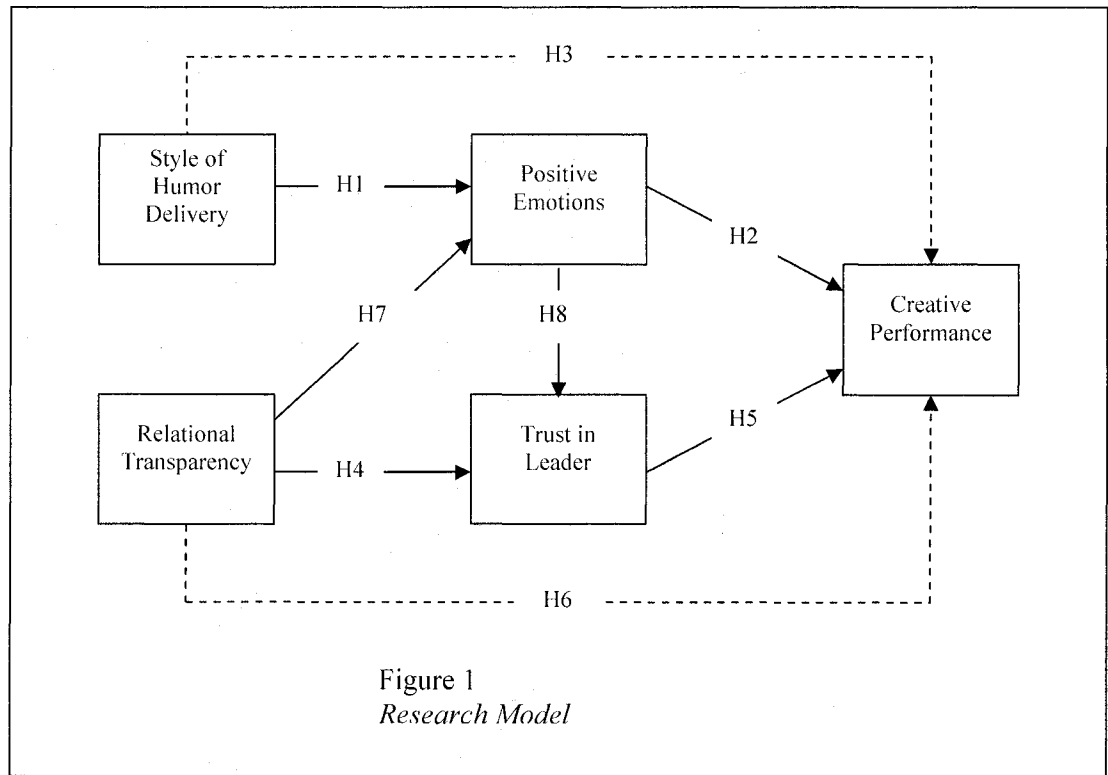 H3
Style of
Humor
Delivery
H1
Positive
Emotions
H2
Creative
Performance
H7
H8
Relational
Transparency
H4
Trust in
Leader
H5
H6
Figure 1
Research Model